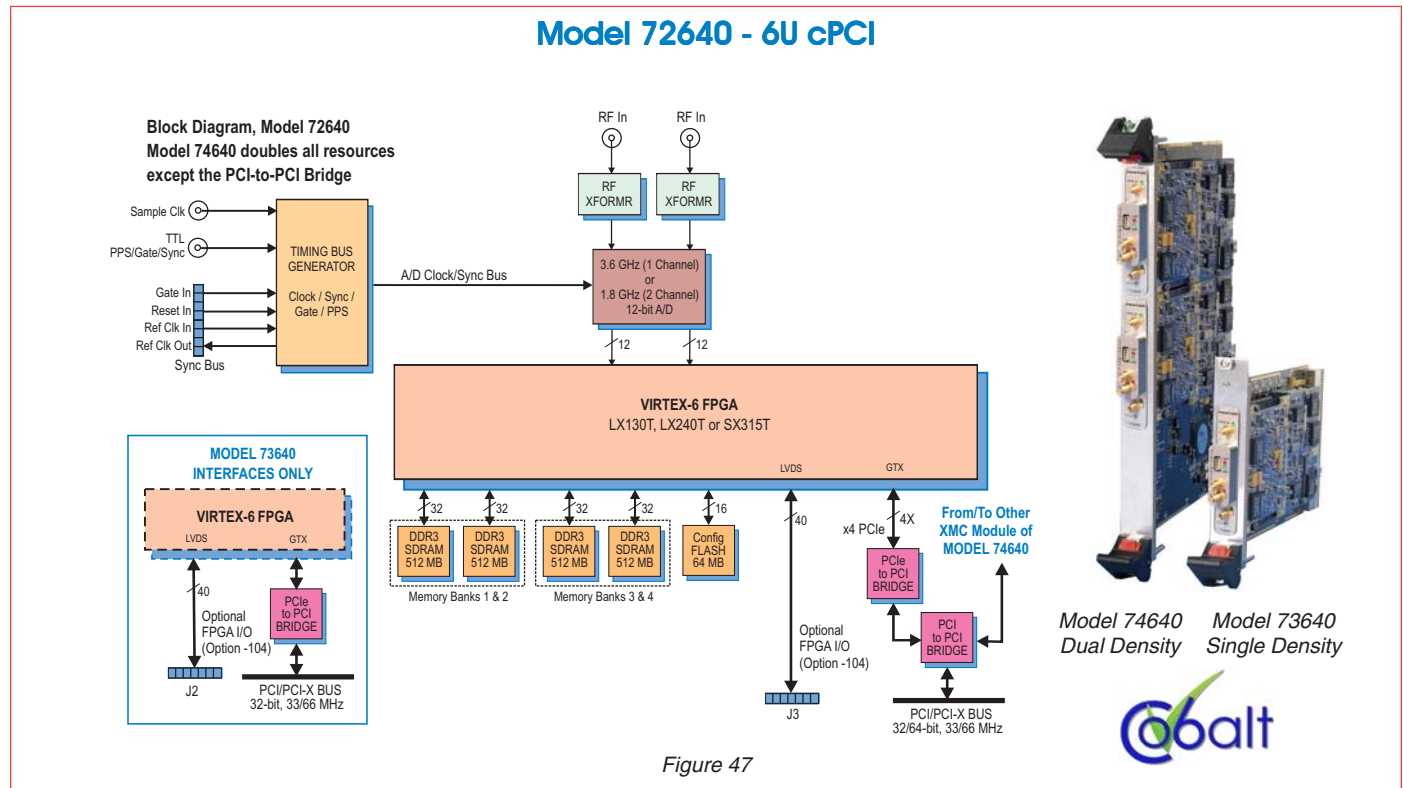 Model 72640 - 6U cPCI
Block Diagram, Model 72640
Model 74640 doubles all resources
except the PCI-to-PCI Bridge
Sample Clk
TTL
PPS/Gate/Sync
Gate In
Reset In
Ref Clk In
Ref Clk Out
Sync Bus
TIMING BUS
GENERATOR
Clock / Sync /
Gate / PPS
A/D Clock/Sync Bus
RF In
RF In
RF
XFORMR
RF
XFORMR
3.6 GHz (1 Channel)
or
1.8 GHz (2 Channel)
12-bit A/D
12
12
VIRTEX-6 FPGA
LX130T, LX240T or SX315T
LVDS
GTX
32
32
32
32
16
40
4X
x4 PCIe
DDR3
SDRAM
512 MB
DDR3
SDRAM
512 MB
DDR3
SDRAM
512 MB
DDR3
SDRAM
512 MB
Config
FLASH
64 MB
Memory Banks 1 & 2
Memory Banks 3 & 4
Optional
FPGA I/O
(Option -104)
J3
PCIe
to PCI
BRIDGE
PCI
to PCI
BRIDGE
From/To Other
XMC Module of
MODEL 74640
PCI/PCI-X BUS
32/64-bit, 33/66 MHz
MODEL 73640
INTERFACES ONLY
VIRTEX-6 FPGA
LVDS
GTX
40
Optional
FPGA I/O
(Option -104)
J2
PCIe
to PCI
BRIDGE
PCI/PCI-X BUS
32-bit, 33/66 MHz
Model 74640
Dual Density
Model 73640
Single Density
Cobalt
Figure 47